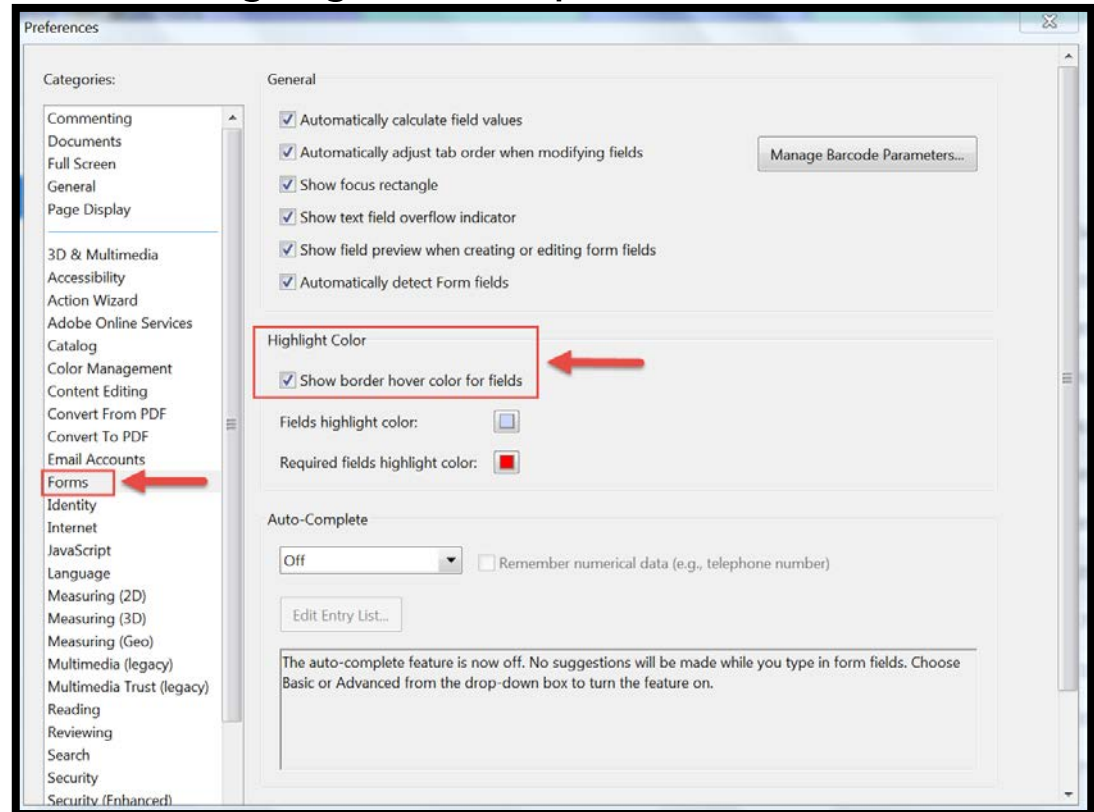 Preferences
Categories:
Commenting
Documents
Full Screen
General
Page Display
3D & Multimedia
Accessibility
Action Wizard
Adobe Online Services
Catalog
Color Management
Content Editing
Convert From PDF
Convert To PDF
Email Accounts
Forms
Identity
Internet
JavaScript
Language
Measuring (2D)
Measuring (3D)
Measuring (Geo)
Multimedia (legacy)
Multimedia Trust (legacy)
Reading
Reviewing
Search
Security
Security (Enhanced)
General
Automatically calculate field values
Automatically adjust tab order when modifying fields
Manage Barcode Parameters...
Show focus rectangle
Show text field overflow indicator
Show field preview when creating or editing form fields
Automatically detect Form fields
Highlight Color
Show border hover color for fields
Fields highlight color:
Required fields highlight color:
Auto-Complete
Off
Remember numerical data (e.g., telephone number)
Edit Entry List...
The auto-complete feature is now off. No suggestions will be made while you type in form fields. Choose
Basic or Advanced from the drop-down box to turn the feature on.